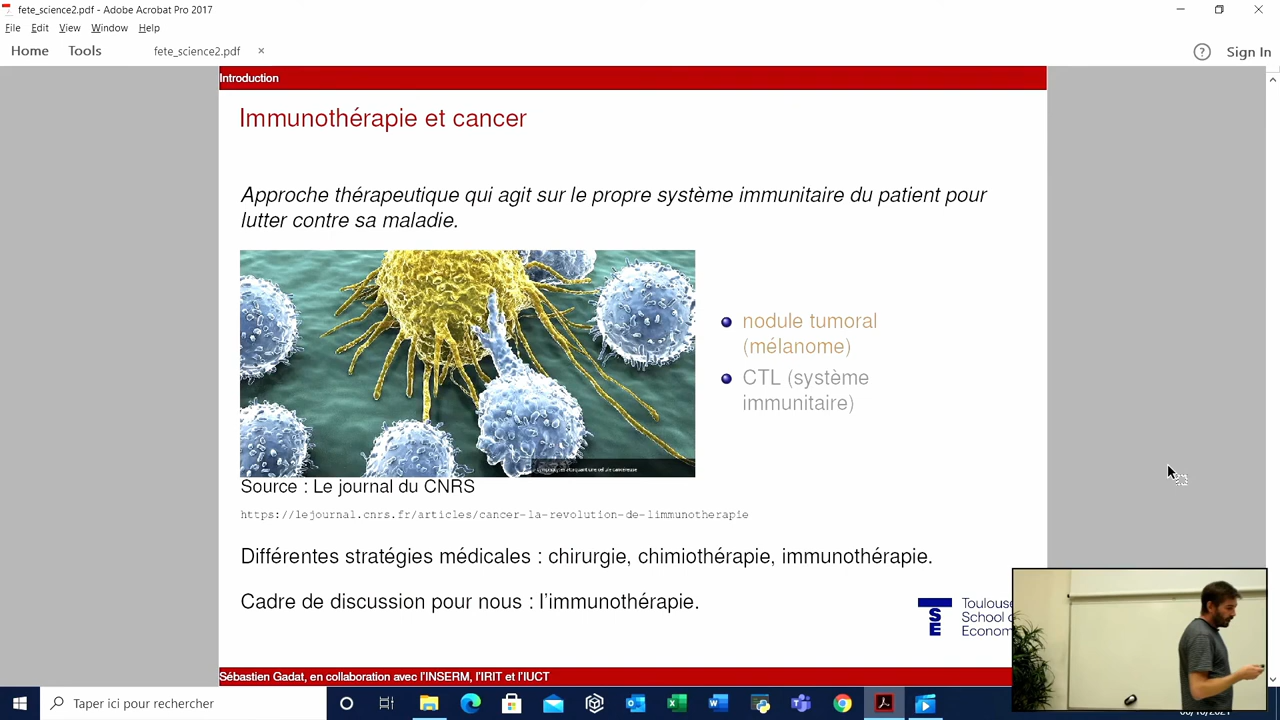 fete_science2.pdf - Adobe Acrobat Pro 2017
File Edit View Window Help
Home Tools fete_science2.pdf × ? Sign In
Introduction
Immunothérapie et cancer
Approche thérapeutique qui agit sur le propre système immunitaire du patient pour
lutter contre sa maladie.
nodule tumoral
(mélanome)
CTL (système
immunitaire)
Source : Le journal du CNRS
https://lejournal.cnrs.fr/articles/cancer-la-revolution-de-limmunotherapie
Différentes stratégies médicales : chirurgie, chimiothérapie, immunothérapie.
Cadre de discussion pour nous : l'immunothérapie.
TSE
Toulouse
School
Econom
Sébastien Gadat, en collaboration avec l'INSERM, l'IRIT et l'IUCT
Taper ici pour rechercher